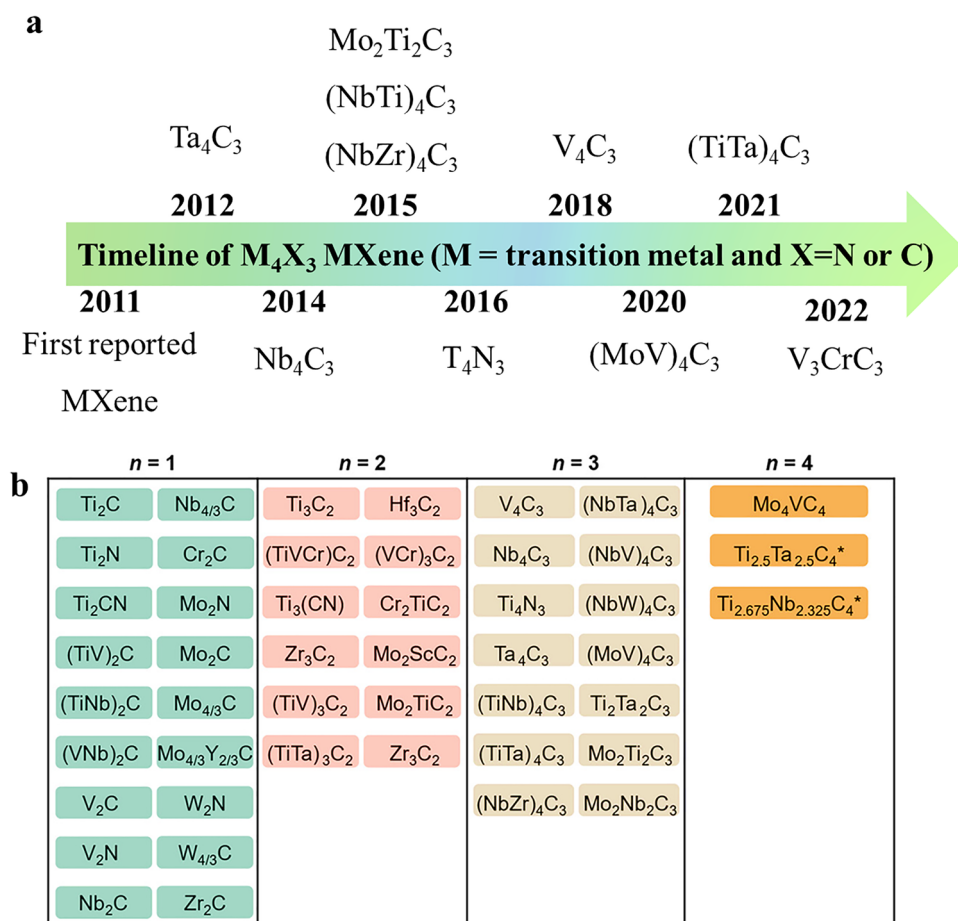 a
Mo₂Ti₂C₃
(NbTi)₄C₃
(NbZr)₄C₃
Ta₄C₃
V₄C₃
(TiTa)₄C₃
2012
2015
2018
2021
Timeline of M₄X₃ MXene (M = transition metal and X=N or C)
2011
2014
2016
2020
2022
First reported
MXene
Nb₄C₃
T₄N₃
(MoV)₄C₃
V₃CrC₃
b
n = 1
n = 2
n = 3
n = 4
Ti₂C Nb₄/₃C Ti₃C₂ Hf₃C₂ V₄C₃ (NbTa)₄C₃ Mo₄VC₄
Ti₂N Cr₂C (TiVCr)C₂ (VCr)₃C₂ Nb₄C₃ (NbV)₄C₃ Ti₂.₅Ta₂.₅C₄*
Ti₂CN Mo₂N Ti₃(CN) Cr₂TiC₂ Ti₄N₃ (NbW)₄C₃ Ti₂.₆₇₅Nb₂.₃₂₅C₄*
(TiV)₂C Mo₂C Zr₃C₂ Mo₂ScC₂ Ta₄C₃ (MoV)₄C₃
(TiNb)₂C Mo₄/₃C (TiV)₃C₂ Mo₂TiC₂ (TiNb)₄C₃ Ti₂Ta₂C₃
(VNb)₂C Mo₄/₃Y₂/₃C (TiTa)₃C₂ Zr₃C₂ (TiTa)₄C₃ Mo₂Ti₂C₃
V₂C W₂N (NbZr)₄C₃ Mo₂Nb₂C₃
V₂N W₄/₃C
Nb₂C Zr₂C